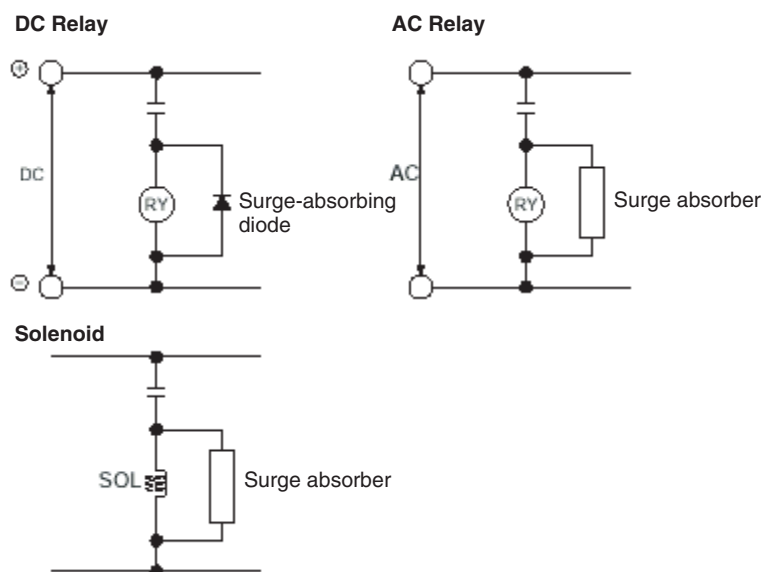 DC Relay
AC Relay
⊕
DC
RY
Surge-absorbing
diode
⊖
AC
RY
Surge absorber
Solenoid
SOL
Surge absorber